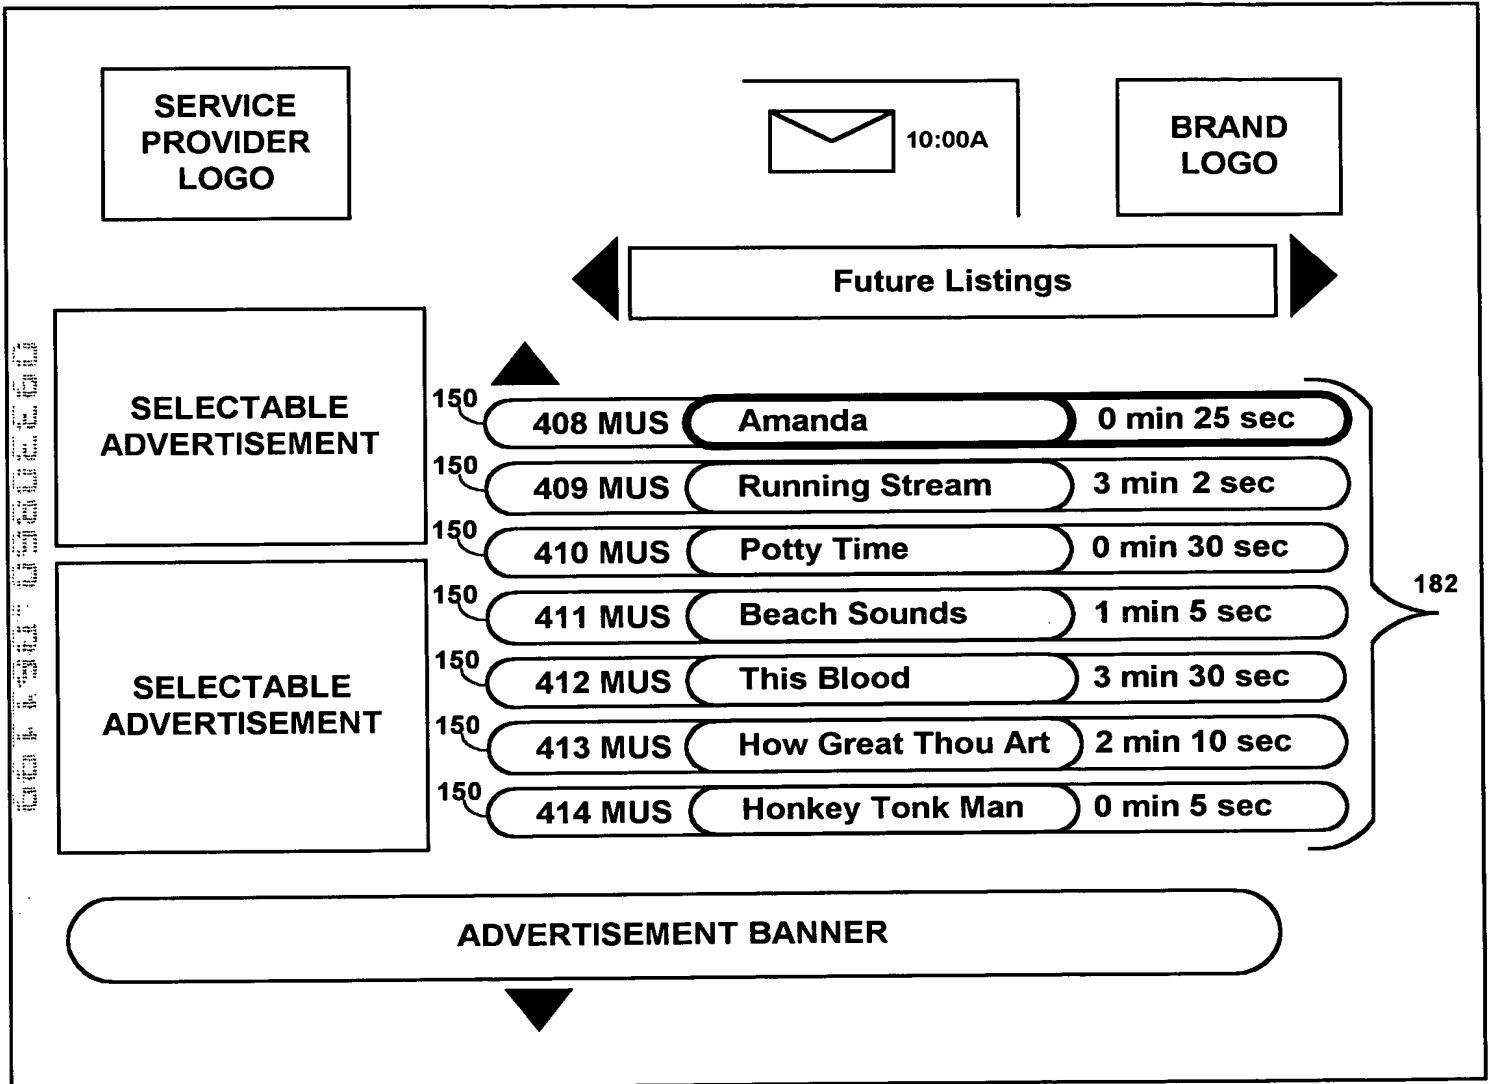 SERVICE
PROVIDER
LOGO
10:00A
BRAND
LOGO
Future Listings
SELECTABLE
ADVERTISEMENT
SELECTABLE
ADVERTISEMENT
150 408 MUS Amanda 0 min 25 sec
150 409 MUS Running Stream 3 min 2 sec
150 410 MUS Potty Time 0 min 30 sec
150 411 MUS Beach Sounds 1 min 5 sec
150 412 MUS This Blood 3 min 30 sec
150 413 MUS How Great Thou Art 2 min 10 sec
150 414 MUS Honkey Tonk Man 0 min 5 sec
182
ADVERTISEMENT BANNER